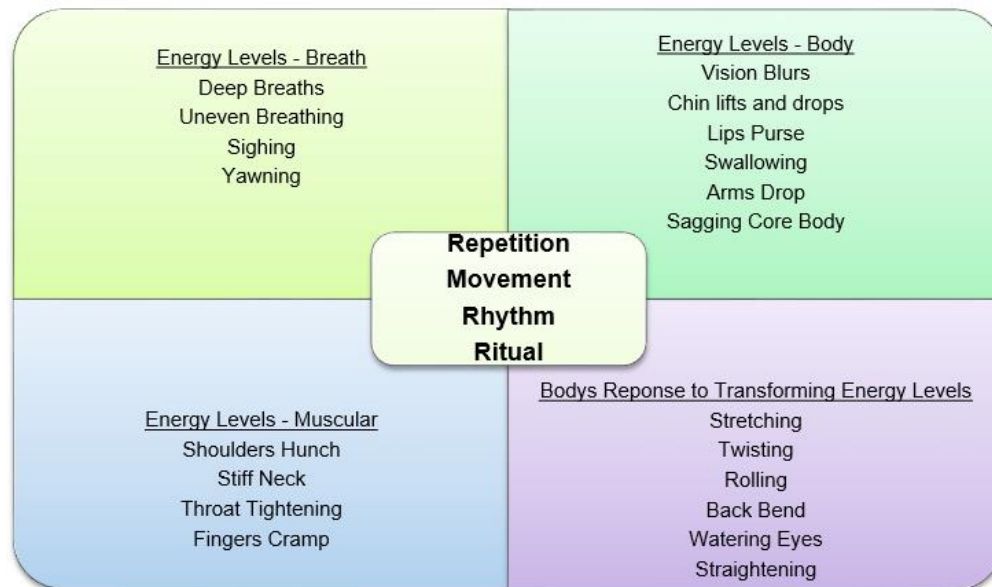 Energy Levels - Breath
Deep Breaths
Uneven Breathing
Sighing
Yawning
Energy Levels - Body
Vision Blurs
Chin lifts and drops
Lips Purse
Swallowing
Arms Drop
Sagging Core Body
Repetition
Movement
Rhythm
Ritual
Energy Levels - Muscular
Shoulders Hunch
Stiff Neck
Throat Tightening
Fingers Cramp
Bodys Reponse to Transforming Energy Levels
Stretching
Twisting
Rolling
Back Bend
Watering Eyes
Straightening